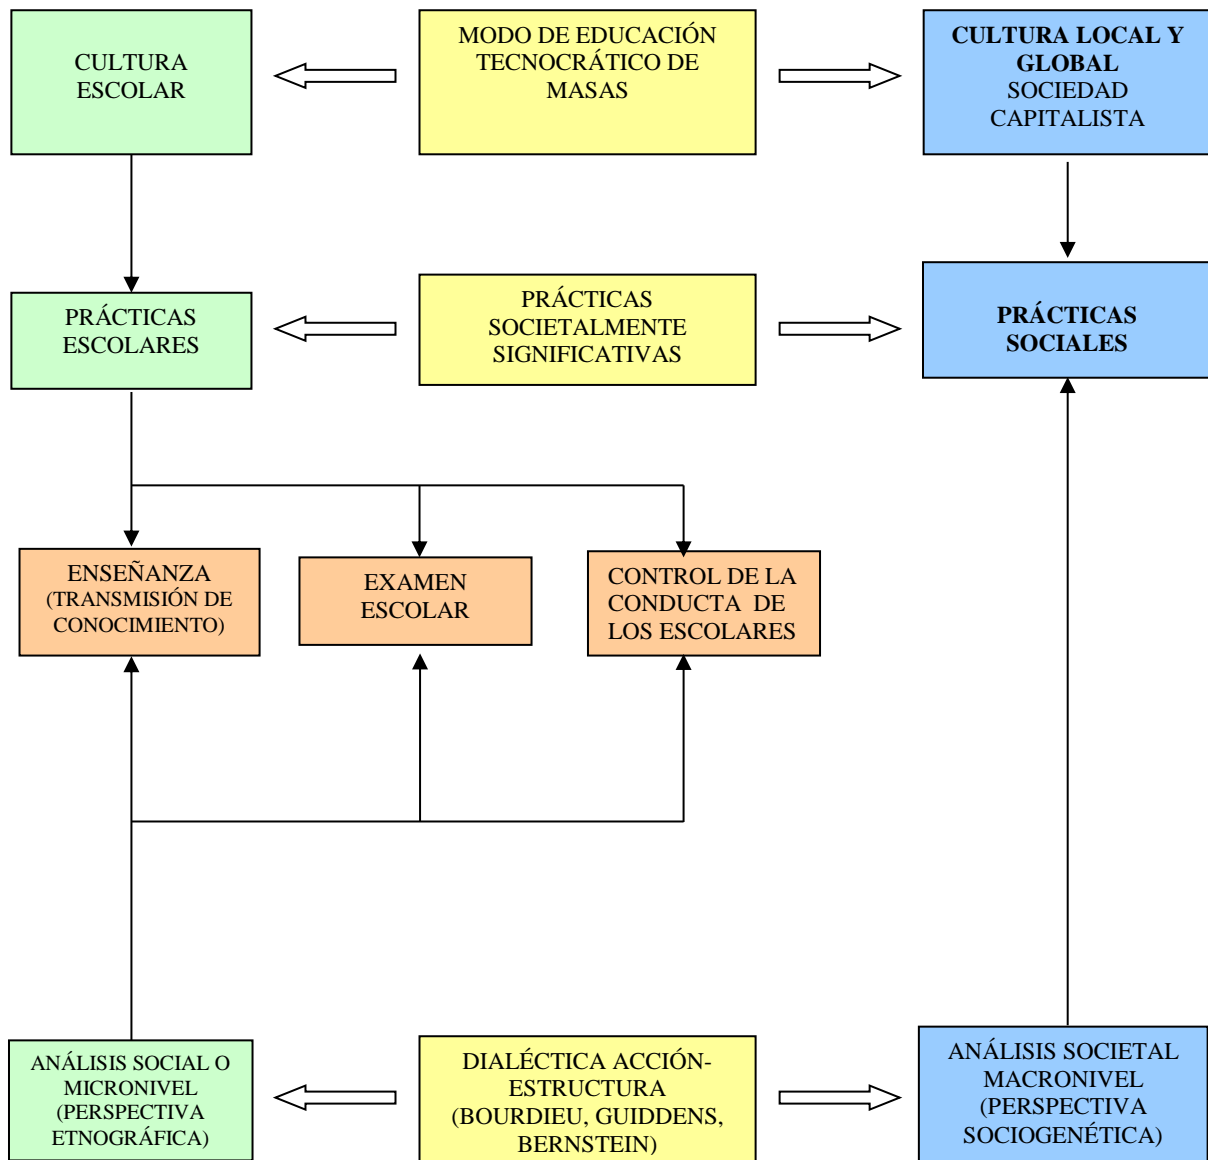 CULTURA
ESCOLAR
MODO DE EDUCACIÓN
TECNOCRÁTICO DE
MASAS
CULTURA LOCAL Y
GLOBAL
SOCIEDAD
CAPITALISTA
PRÁCTICAS
ESCOLARES
PRÁCTICAS
SOCIETALMENTE
SIGNIFICATIVAS
PRÁCTICAS
SOCIALES
ENSEÑANZA
(TRANSMISIÓN DE
CONOCIMIENTO)
EXAMEN
ESCOLAR
CONTROL DE LA
CONDUCTA DE
LOS ESCOLARES
ANÁLISIS SOCIAL O
MICRONIVEL
(PERSPECTIVA
ETNOGRÁFICA)
DIALÉCTICA ACCIÓN-
ESTRUCTURA
(BOURDIEU, GUIDDENS,
BERNSTEIN)
ANÁLISIS SOCIETAL
MACRONIVEL
(PERSPECTIVA
SOCIOGENÉTICA)